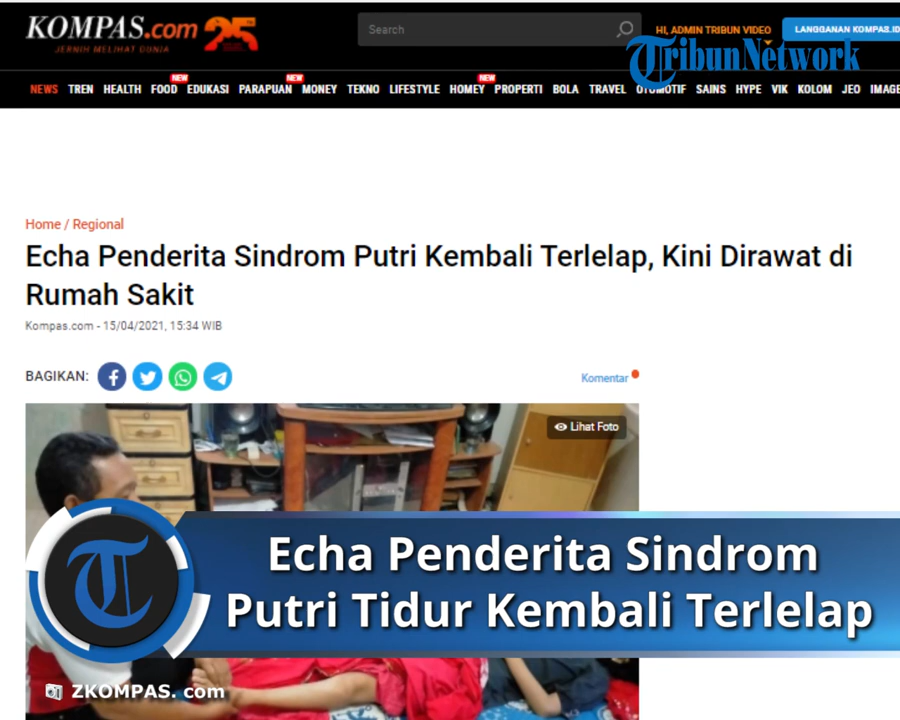 KOMPAS.com 25
JERNIH MELIHAT DUNIA
Search
HI, ADMIN TRIBUN VIDEO
LANGGANAN KOMPAS.ID
TribunNetwork
NEW NEW NEW
NEWS TREN HEALTH FOOD EDUKASI PARAPUAN MONEY TEKNO LIFESTYLE HOMEY PROPERTI BOLA TRAVEL OTOMOTIF SAINS HYPE VIK KOLOM JEO IMAGE
Home / Regional
Echa Penderita Sindrom Putri Kembali Terlelap, Kini Dirawat di
Rumah Sakit
Kompas.com - 15/04/2021, 15:34 WIB
BAGIKAN:
Komentar
Lihat Foto
Echa Penderita Sindrom
Putri Tidur Kembali Terlelap
T
ZKOMPAS. com